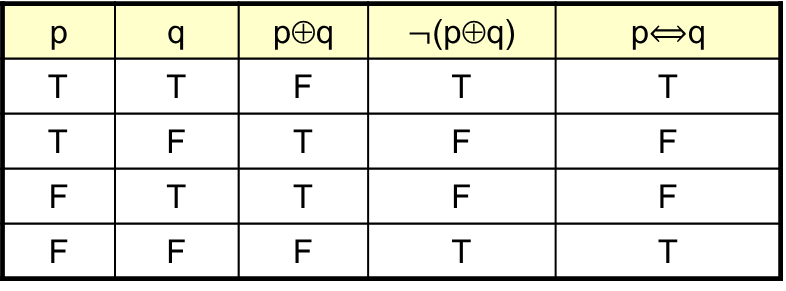 p q p⊕q ¬(p⊕q) p⇔q
T T F T T
T F T F F
F T T F F
F F F T T